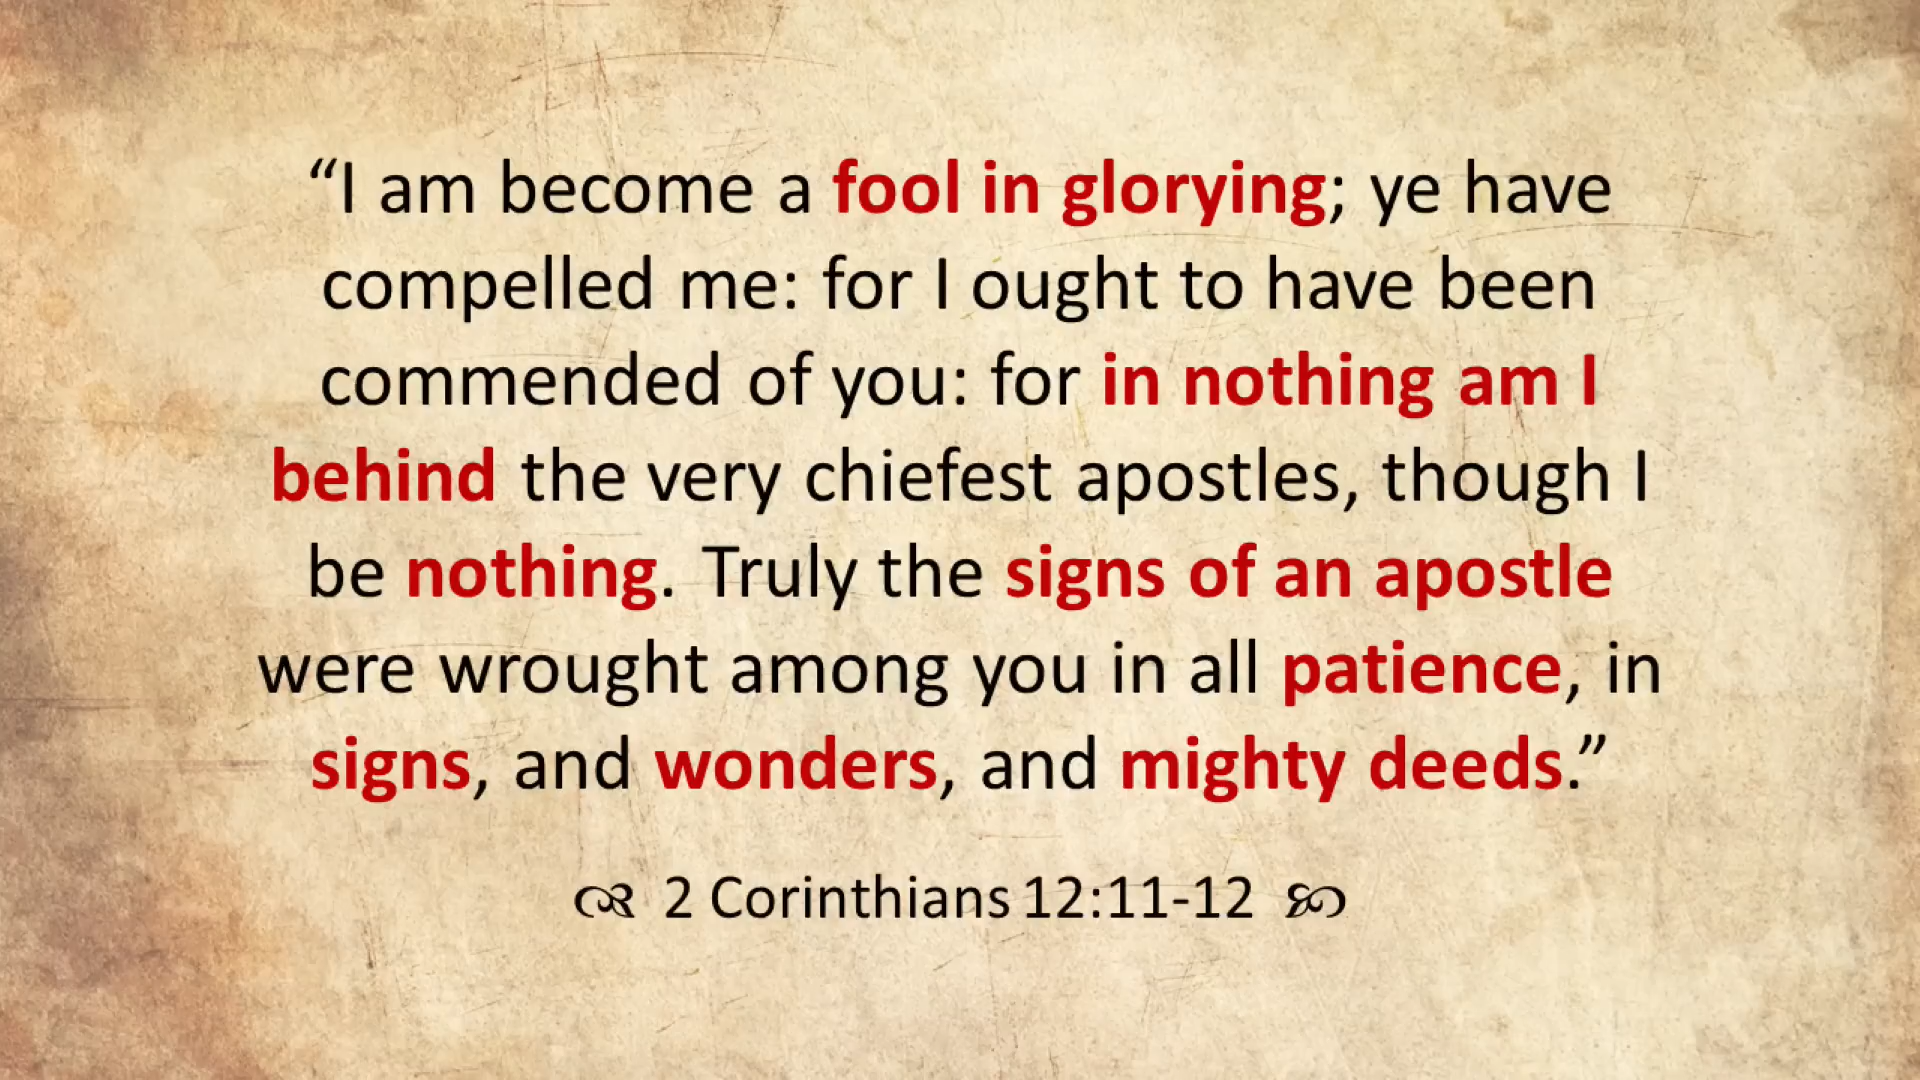 “I am become a fool in glorying; ye have
compelled me: for I ought to have been
commended of you: for in nothing am I
behind the very chiefest apostles, though I
be nothing. Truly the signs of an apostle
were wrought among you in all patience, in
signs, and wonders, and mighty deeds.”
2 Corinthians 12:11-12